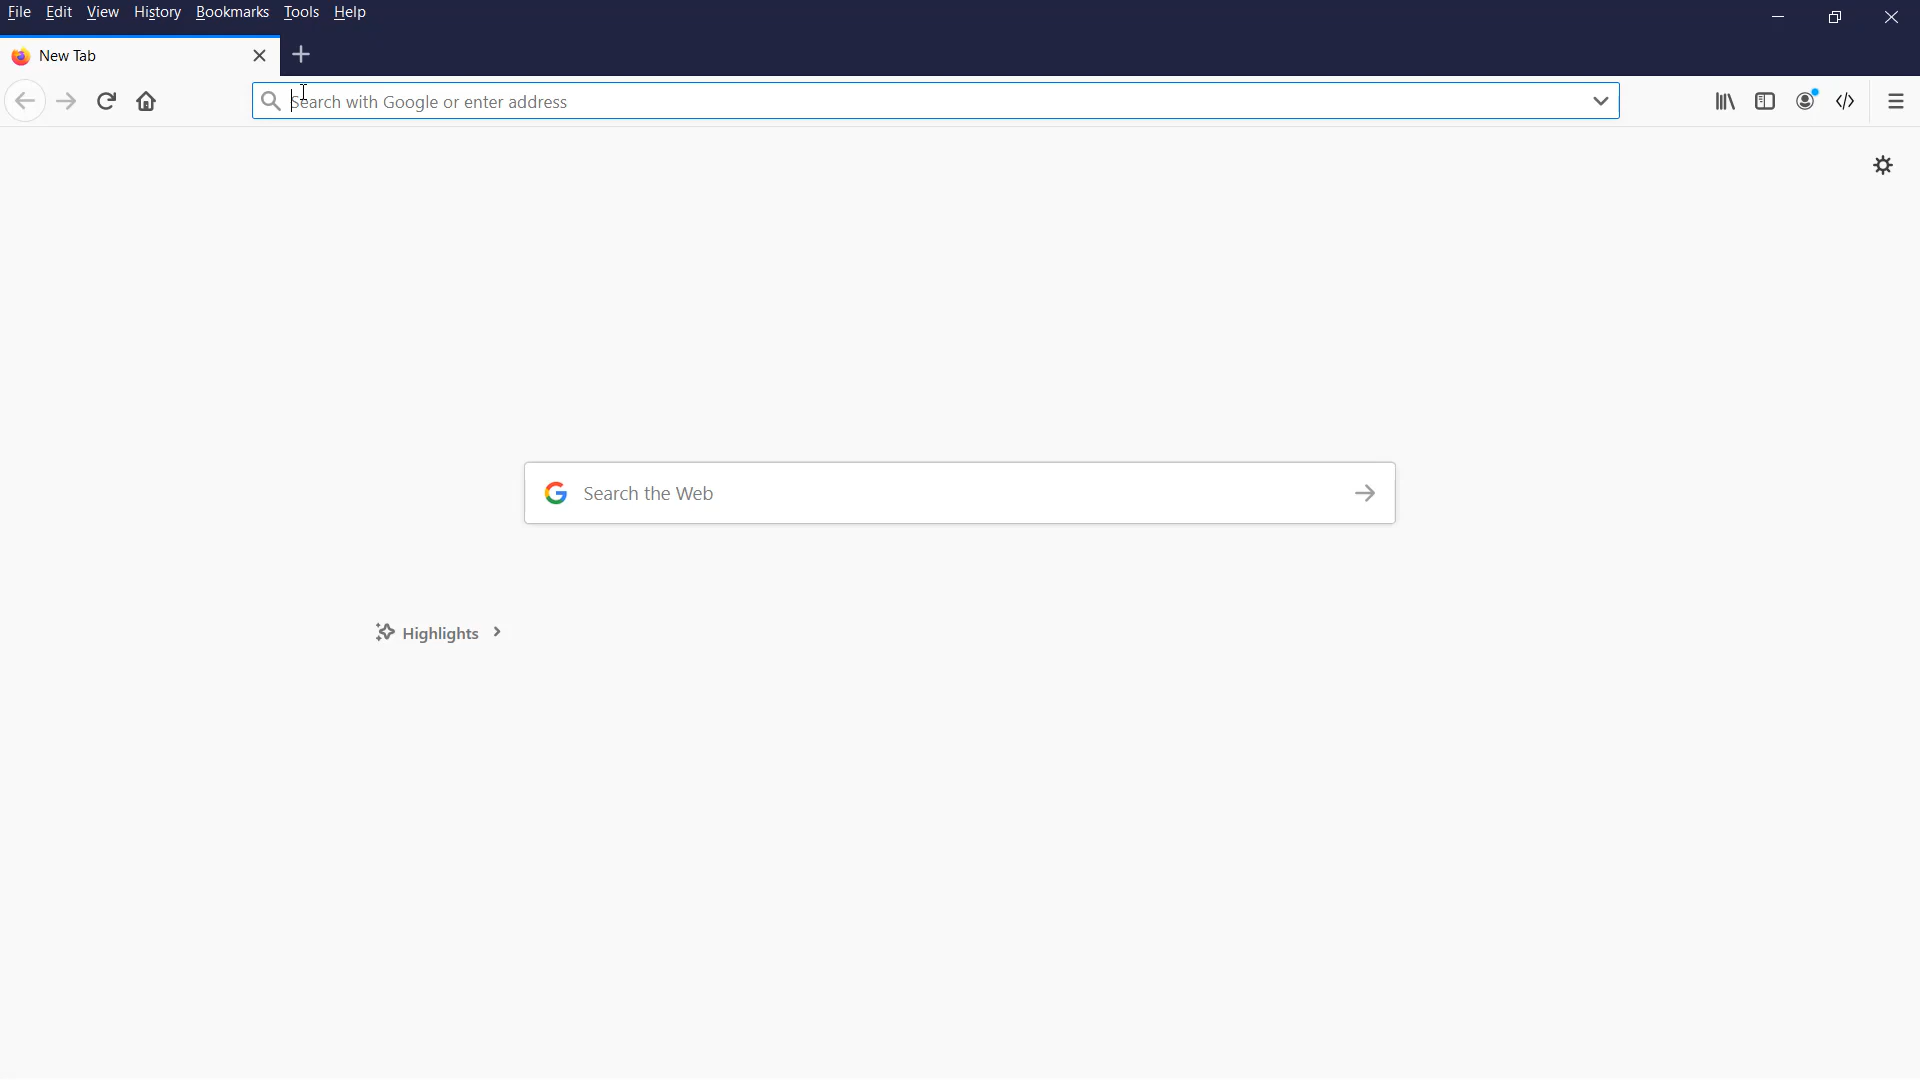 File Edit View History Bookmarks Tools Help
New Tab
Search with Google or enter address
Search the Web
Highlights